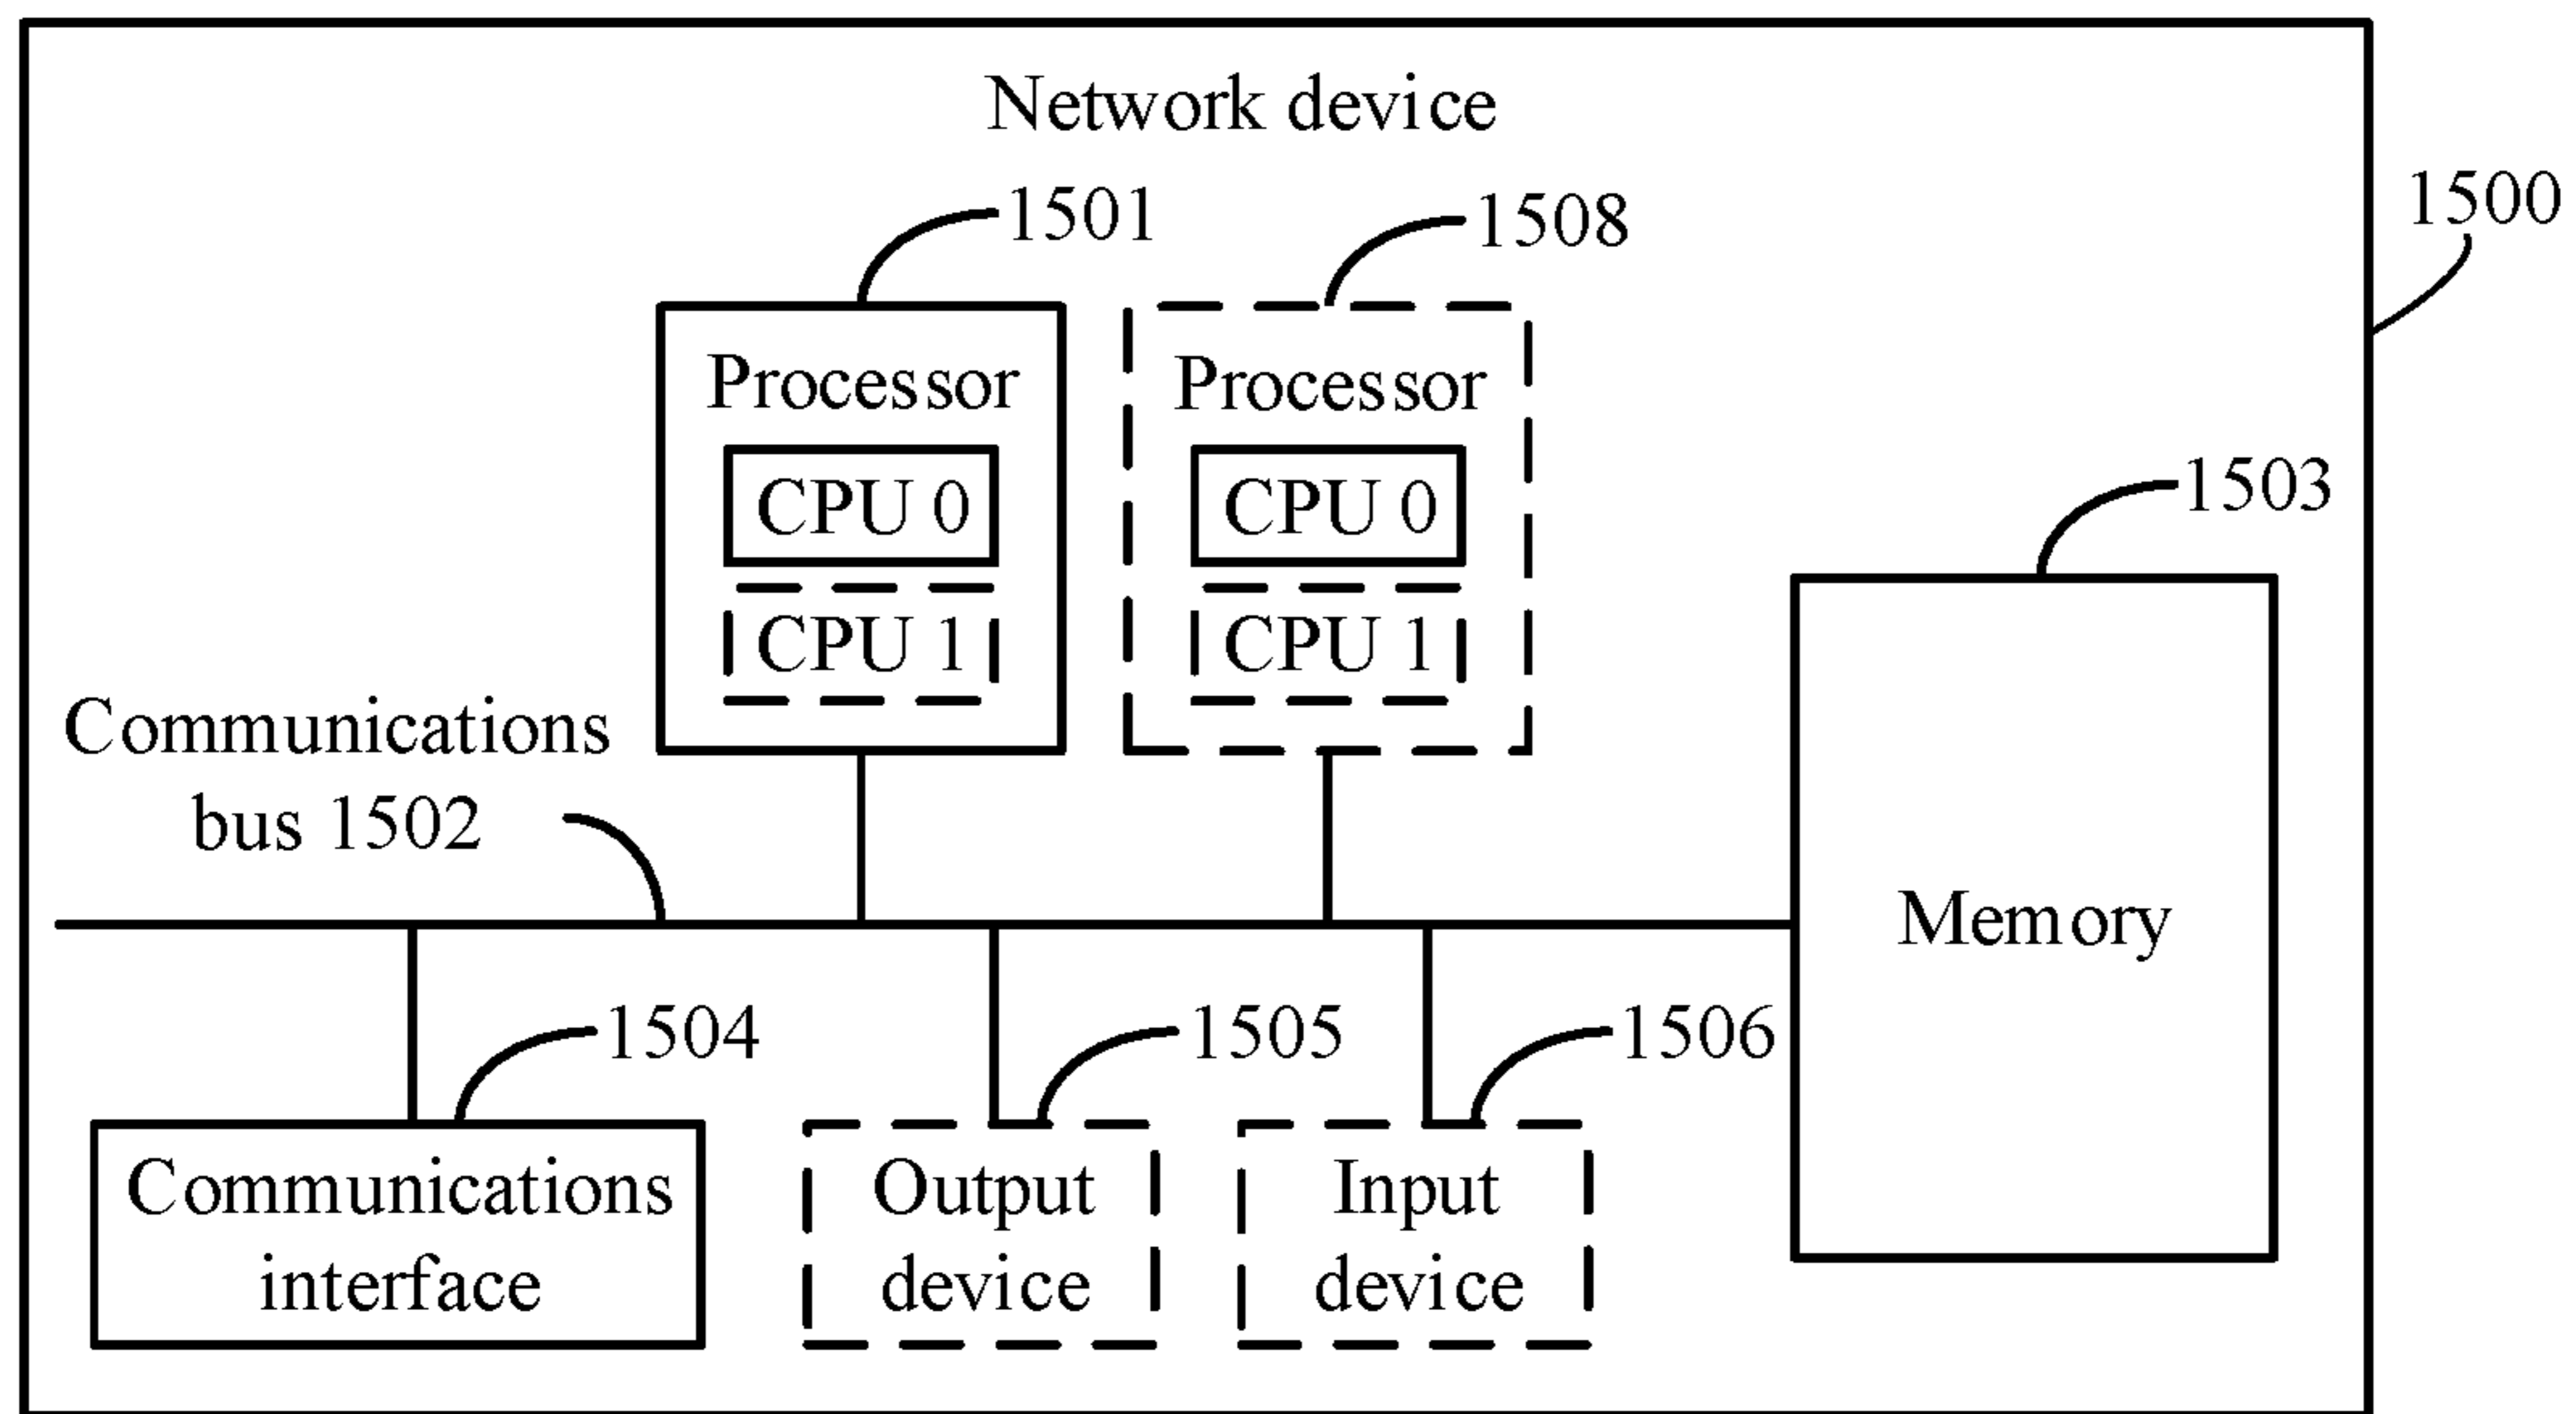 Network device
1501
1508
1500
Processor
CPU 0
CPU 1
Processor
CPU 0
CPU 1
1503
Memory
Communications
bus 1502
1504
1505
1506
Communications
interface
Output
device
Input
device